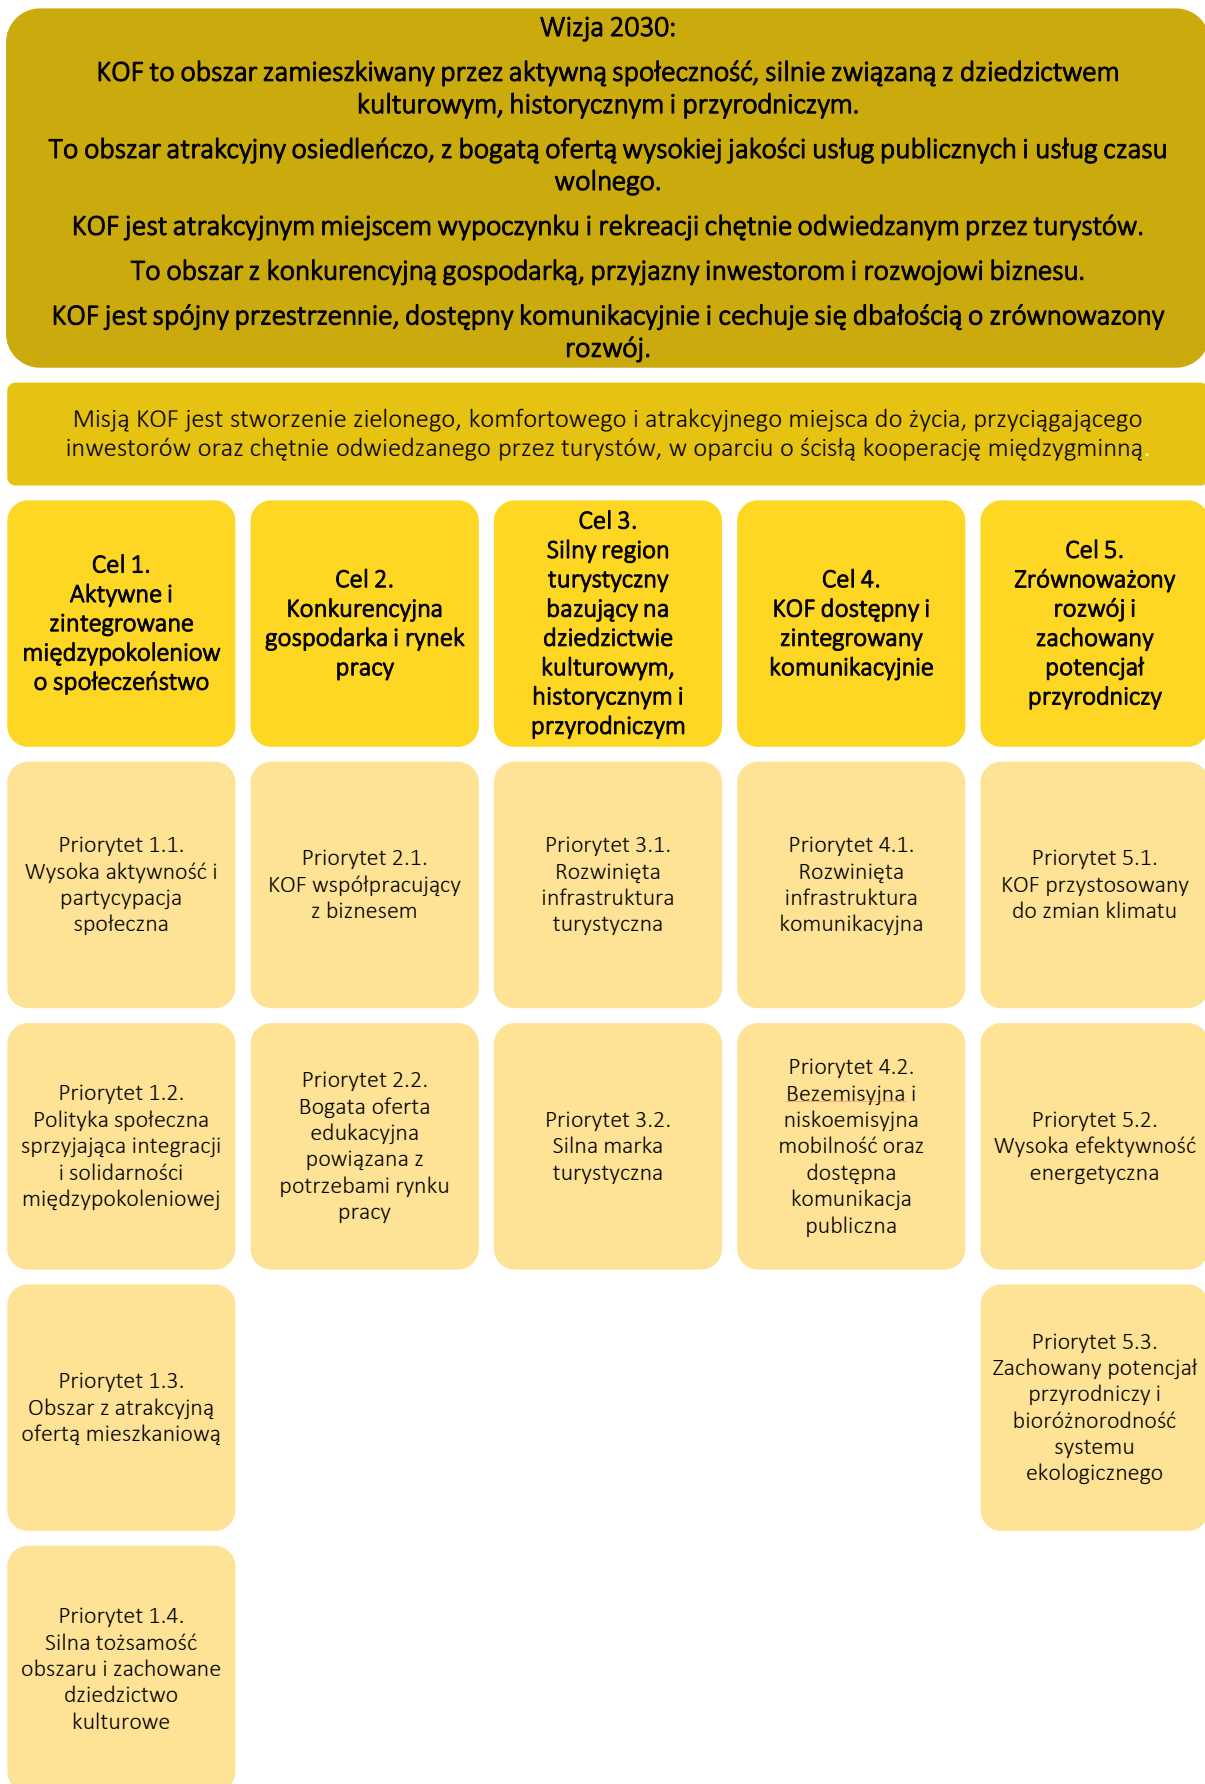 Wizja 2030:
KOF to obszar zamieszkiwany przez aktywną społeczność, silnie związaną z dziedzictwem
kulturowym, historycznym i przyrodniczym.
To obszar atrakcyjny osiedleńczo, z bogatą ofertą wysokiej jakości usług publicznych i usług czasu
wolnego.
KOF jest atrakcyjnym miejscem wypoczynku i rekreacji chętnie odwiedzanym przez turystów.
To obszar z konkurencyjną gospodarką, przyjazny inwestorom i rozwojowi biznesu.
KOF jest spójny przestrzennie, dostępny komunikacyjnie i cechuje się dbałością o zrównowazony
rozwój.
Misją KOF jest stworzenie zielonego, komfortowego i atrakcyjnego miejsca do życia, przyciągającego
inwestorów oraz chętnie odwiedzanego przez turystów, w oparciu o ścisłą kooperację międzygminną.
Cel 1.
Aktywne i
zintegrowane
międzypokoleniow
o społeczeństwo
Cel 2.
Konkurencyjna
gospodarka i rynek
pracy
Cel 3.
Silny region
turystyczny
bazujący na
dziedzictwie
kulturowym,
historycznym i
przyrodniczym
Cel 4.
KOF dostępny i
zintegrowany
komunikacyjnie
Cel 5.
Zrównoważony
rozwój i
zachowany
potencjał
przyrodniczy
Priorytet 1.1.
Wysoka aktywność i
partycypacja
społeczna
Priorytet 2.1.
KOF współpracujący
z biznesem
Priorytet 3.1.
Rozwinięta
infrastruktura
turystyczna
Priorytet 4.1.
Rozwinięta
infrastruktura
komunikacyjna
Priorytet 5.1.
KOF przystosowany
do zmian klimatu
Priorytet 1.2.
Polityka społeczna
sprzyjająca integracji
i solidarności
międzypokoleniowej
Priorytet 2.2.
Bogata oferta
edukacyjna
powiązana z
potrzebami rynku
pracy
Priorytet 3.2.
Silna marka
turystyczna
Priorytet 4.2.
Bezemisyjna i
niskoemisyjna
mobilność oraz
dostępna
komunikacja
publiczna
Priorytet 5.2.
Wysoka efektywność
energetyczna
Priorytet 1.3.
Obszar z atrakcyjną
ofertą mieszkaniową
Priorytet 5.3.
Zachowany potencjał
przyrodniczy i
bioróżnorodność
systemu
ekologicznego
Priorytet 1.4.
Silna tożsamość
obszaru i zachowane
dziedzictwo
kulturowe